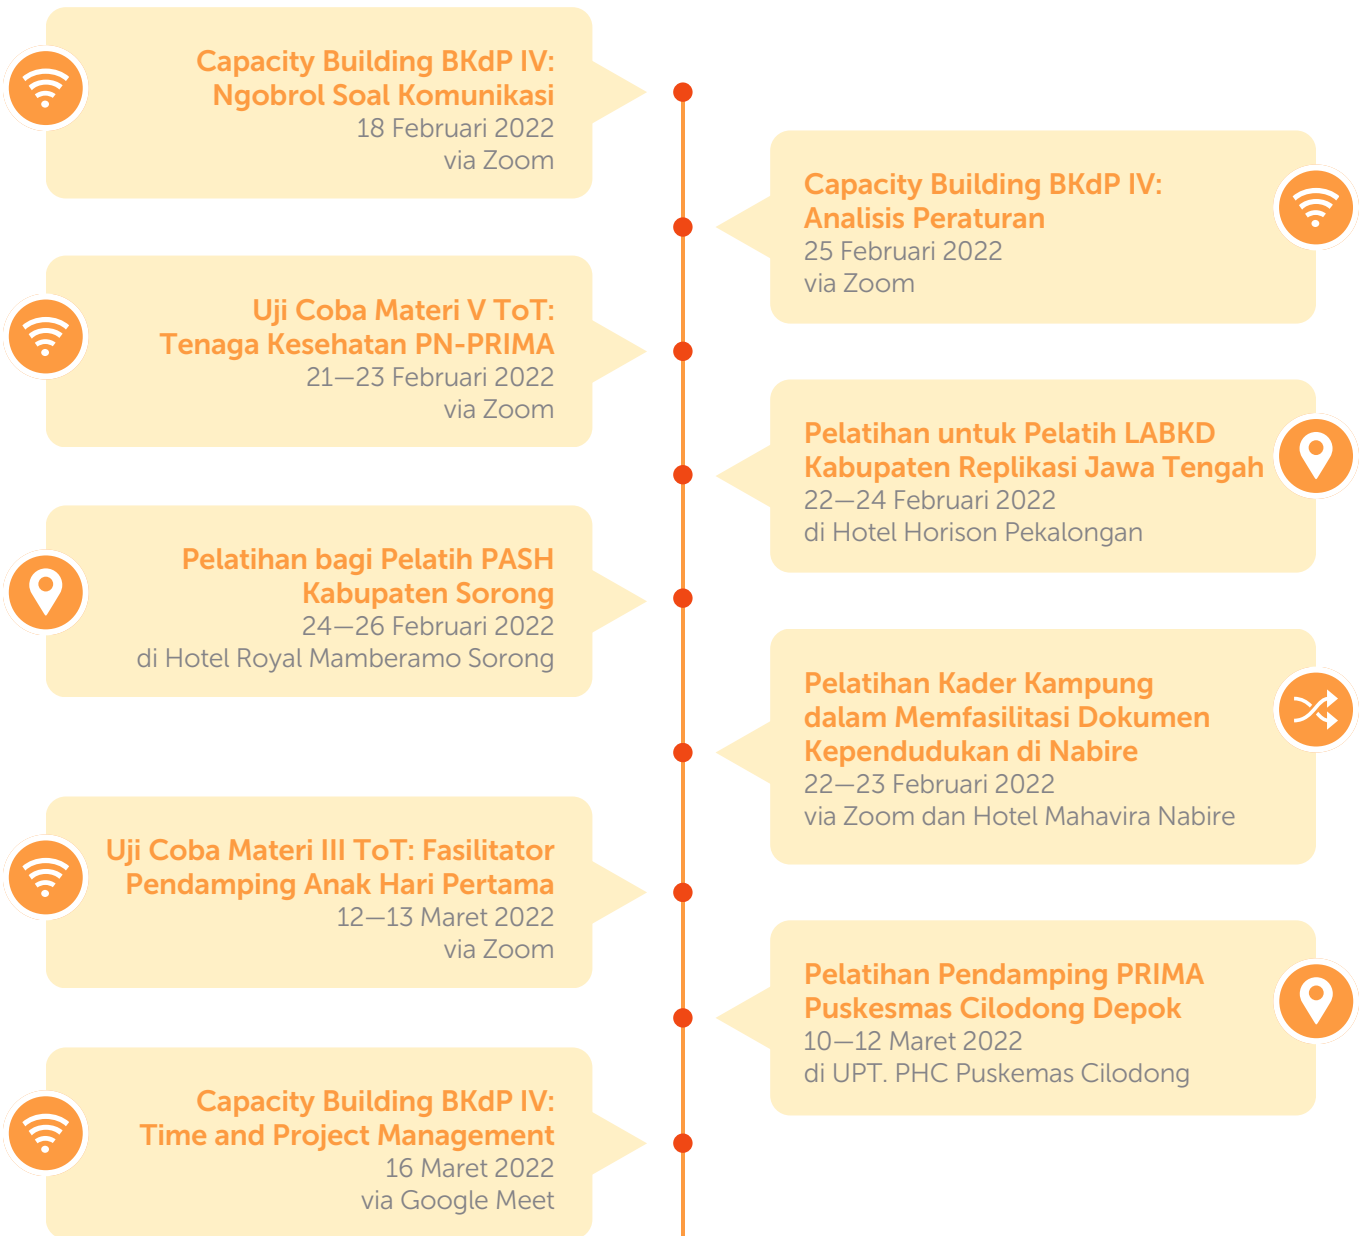 Capacity Building BKdP IV:
Ngobrol Soal Komunikasi
18 Februari 2022
via Zoom
Capacity Building BKdP IV:
Analisis Peraturan
25 Februari 2022
via Zoom
Uji Coba Materi V ToT:
Tenaga Kesehatan PN-PRIMA
21—23 Februari 2022
via Zoom
Pelatihan untuk Pelatih LABKD
Kabupaten Replikasi Jawa Tengah
22—24 Februari 2022
di Hotel Horison Pekalongan
Pelatihan bagi Pelatih PASH
Kabupaten Sorong
24—26 Februari 2022
di Hotel Royal Mamberamo Sorong
Pelatihan Kader Kampung
dalam Memfasilitasi Dokumen
Kependudukan di Nabire
22—23 Februari 2022
via Zoom dan Hotel Mahavira Nabire
Uji Coba Materi III ToT: Fasilitator
Pendamping Anak Hari Pertama
12—13 Maret 2022
via Zoom
Pelatihan Pendamping PRIMA
Puskesmas Cilodong Depok
10—12 Maret 2022
di UPT. PHC Puskemas Cilodong
Capacity Building BKdP IV:
Time and Project Management
16 Maret 2022
via Google Meet